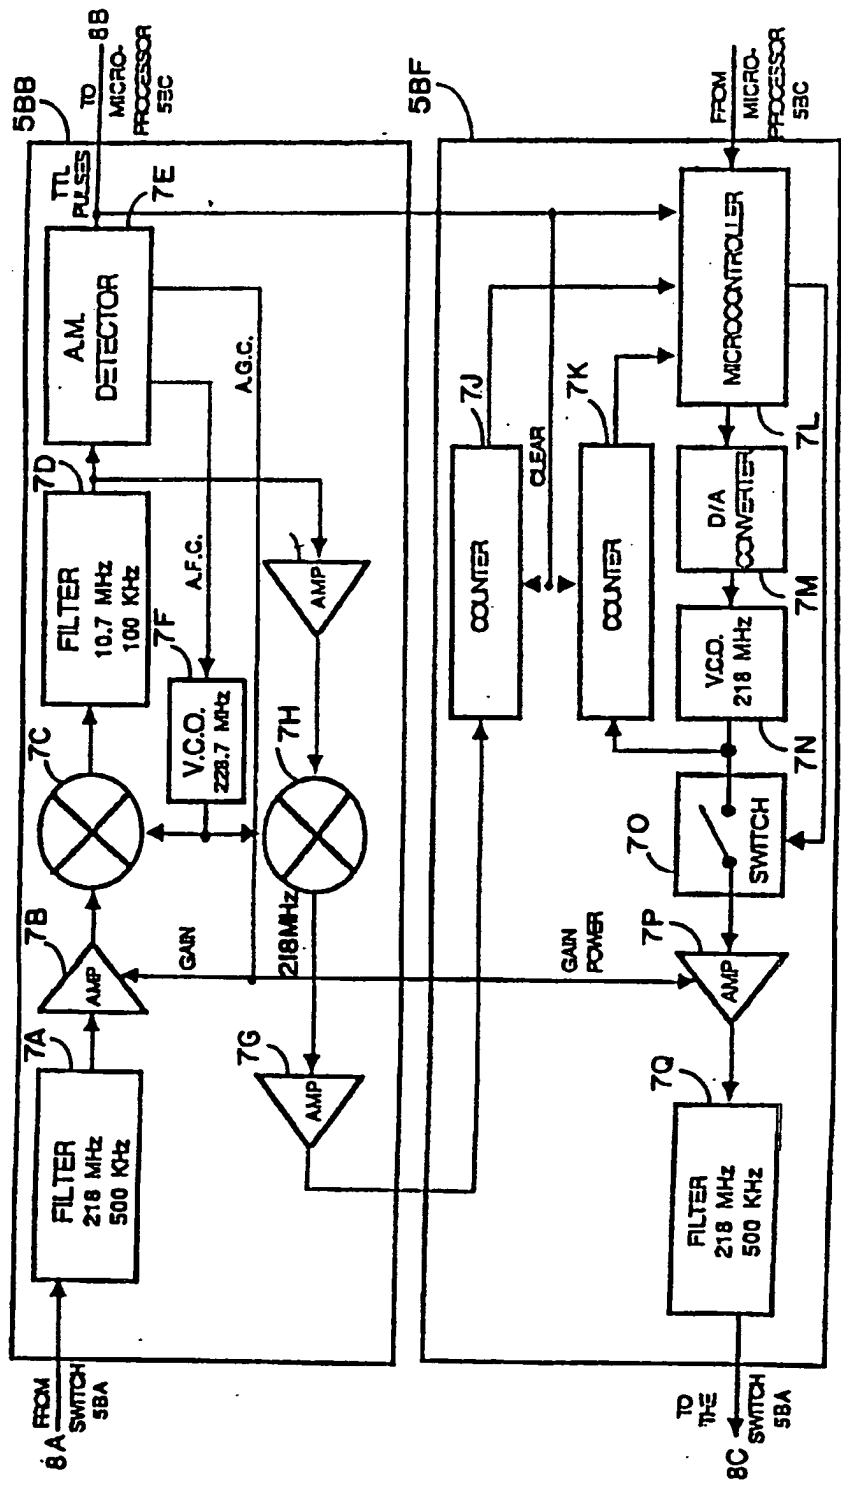 5BB
8A
FROM
SWITCH
5BA
7A
FILTER
218 MHz
500 KHz
7B
AMP
GAIN
7C
7D
FILTER
10.7 MHz
100 KHz
A.M.
DETECTOR
7E
TTL
PULSES
TO
MICRO-
PROCESSOR
5BC
8B
A.F.C.
A.G.C.
7F
V.C.O.
228.7 MHz
AMP
7H
218MHz
7G
AMP
5BF
7J
COUNTER
CLEAR
7K
COUNTER
FROM
MICRO-
PROCESSOR
5BC
MICROCONTROLLER
7L
D/A
CONVERTER
7M
V.C.O.
218 MHz
7N
7O
SWITCH
GAIN
POWER
7P
AMP
7Q
FILTER
218 MHz
500 KHz
TO
THE
SWITCH
5BA
8C